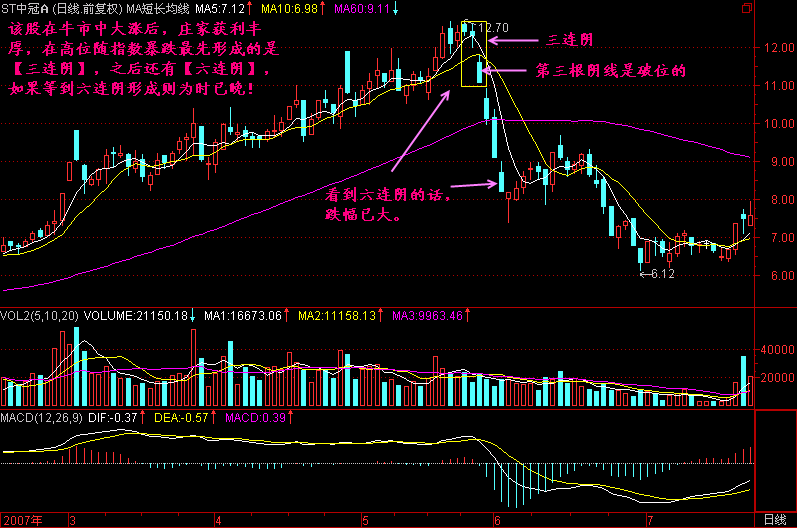 ST中冠A (日线.前复权) MA短长均线 MA5:7.12↑ MA10:6.98↑ MA60:9.11↓
该股在牛市中大涨后，庄家获利丰
厚，在高位随指数暴跌最先形成的是
【三连阴】，之后还有【六连阴】，
如果等到六连阴形成则为时已晚！
12.70
三连阴
第三根阴线是破位的
看到六连阴的话，
跌幅已大。
6.12
12.00
11.00
10.00
9.00
8.00
7.00
6.00
VOL2(5,10,20) VOLUME:21150.18↓ MA1:16673.06↑ MA2:11158.13↑ MA3:9963.46↑
40000
20000
MACD(12,26,9) DIF:-0.37↑ DEA:-0.57↑ MACD:0.39↑
2007年 3 4 5 6 7 日线